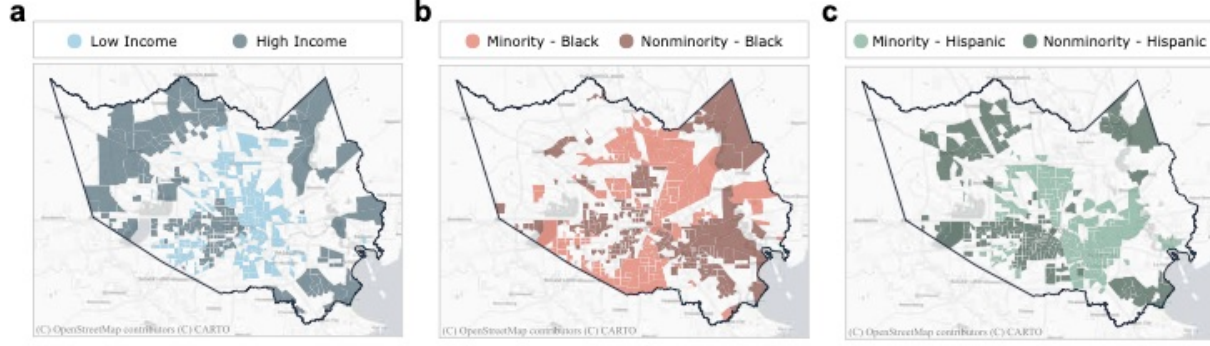 a
Low Income
High Income
(C) OpenStreetMap contributors (C) CARTO
b
Minority - Black
Nonminority - Black
(C) OpenStreetMap contributors (C) CARTO
c
Minority - Hispanic
Nonminority - Hispanic
(C) OpenStreetMap contributors (C) CARTO